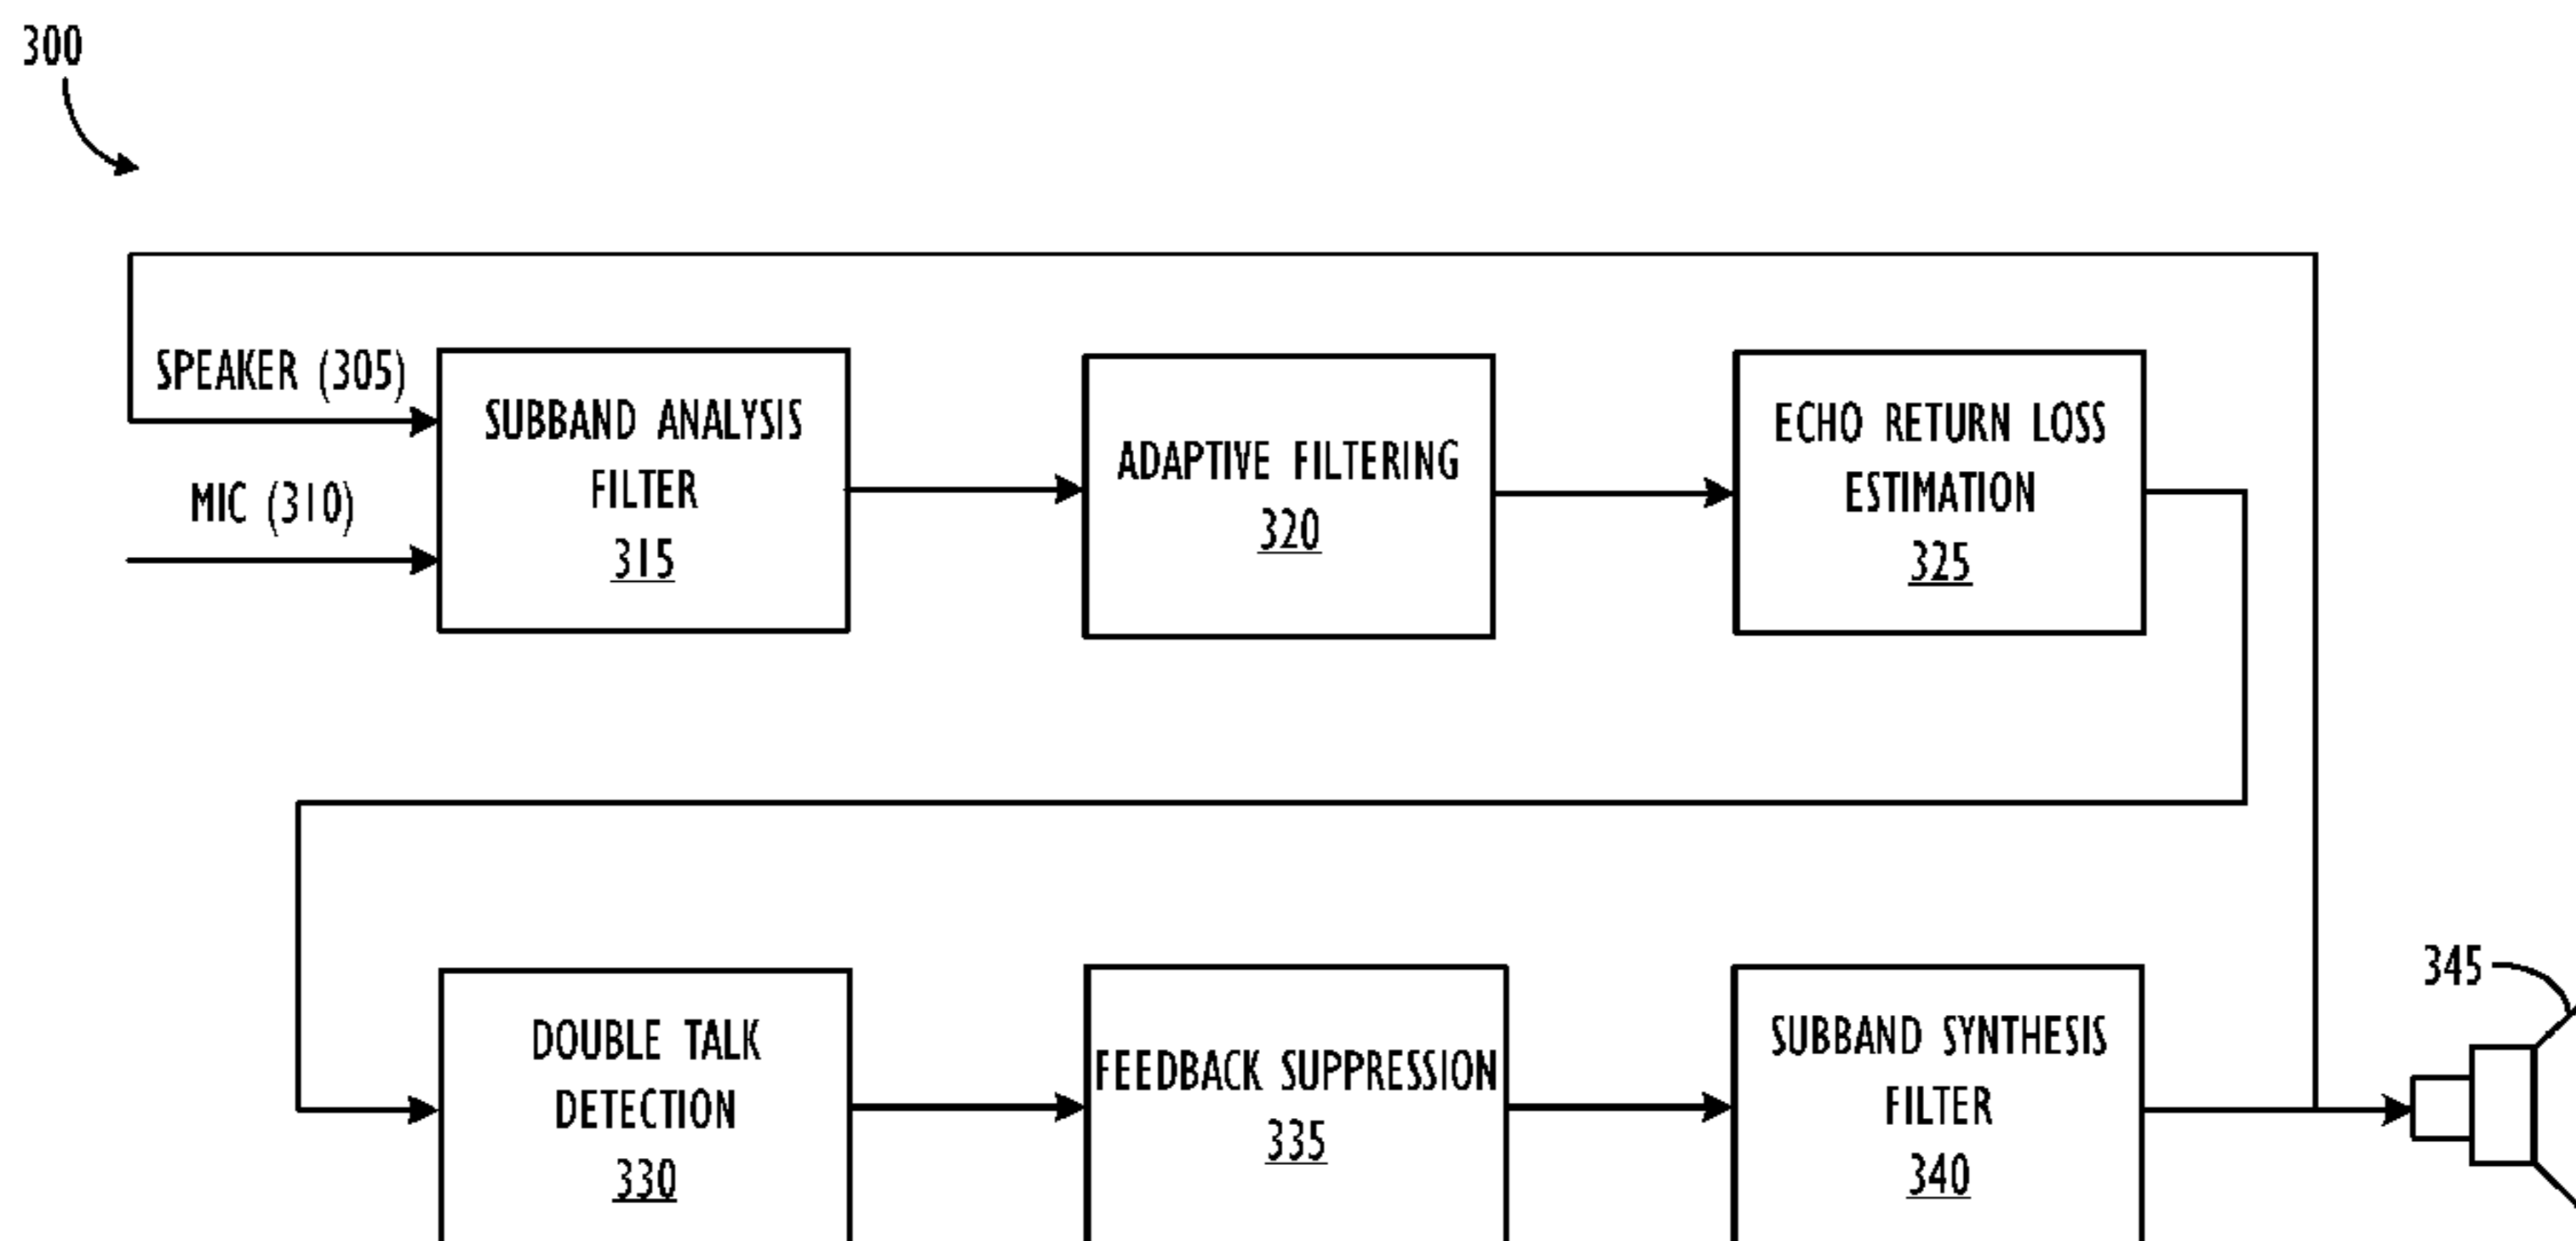 300
SPEAKER (305)
MIC (310)
SUBBAND ANALYSIS
FILTER
315
ADAPTIVE FILTERING
320
ECHO RETURN LOSS
ESTIMATION
325
DOUBLE TALK
DETECTION
330
FEEDBACK SUPPRESSION
335
SUBBAND SYNTHESIS
FILTER
340
345